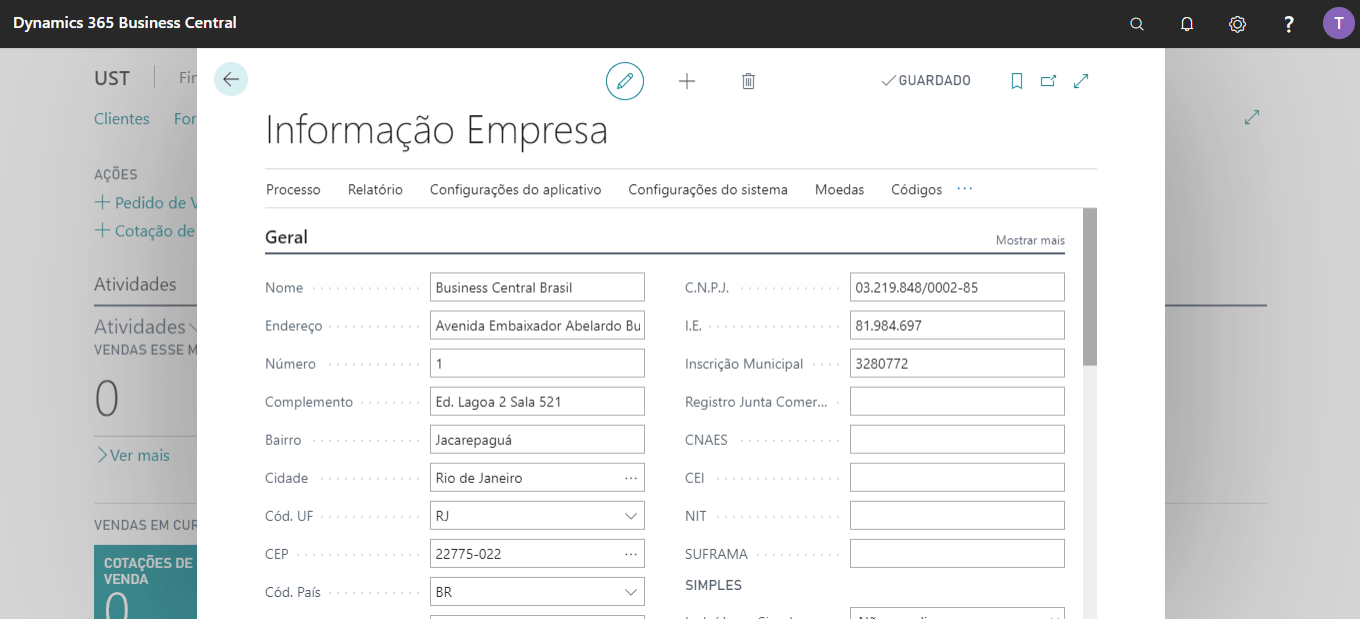 Dynamics 365 Business Central
?
T
UST
Clientes
AÇÕES
Pedido de
Cotação de
Atividades
Atividades
VENDAS ESSE
0
Ver mais
VENDAS EM
COTAÇÕES DE
VENDA
0
GUARDADO
Informação Empresa
Processo Relatório Configurações do aplicativo Configurações do sistema Moedas Códigos ...
Geral
Mostrar mais
Nome Business Central Brasil
Endereço Avenida Embaixador Abelardo Bu
Número 1
Complemento Ed. Lagoa 2 Sala 521
Bairro Jacarepaguá
Cidade Rio de Janeiro ...
Cód. UF RJ
CEP 22775-022 ...
Cód. País BR
C.N.P.J. 03.219.848/0002-85
I.E. 81.984.697
Inscrição Municipal 3280772
Registro Junta Comer...
CNAES
CEI
NIT
SUFRAMA
SIMPLES